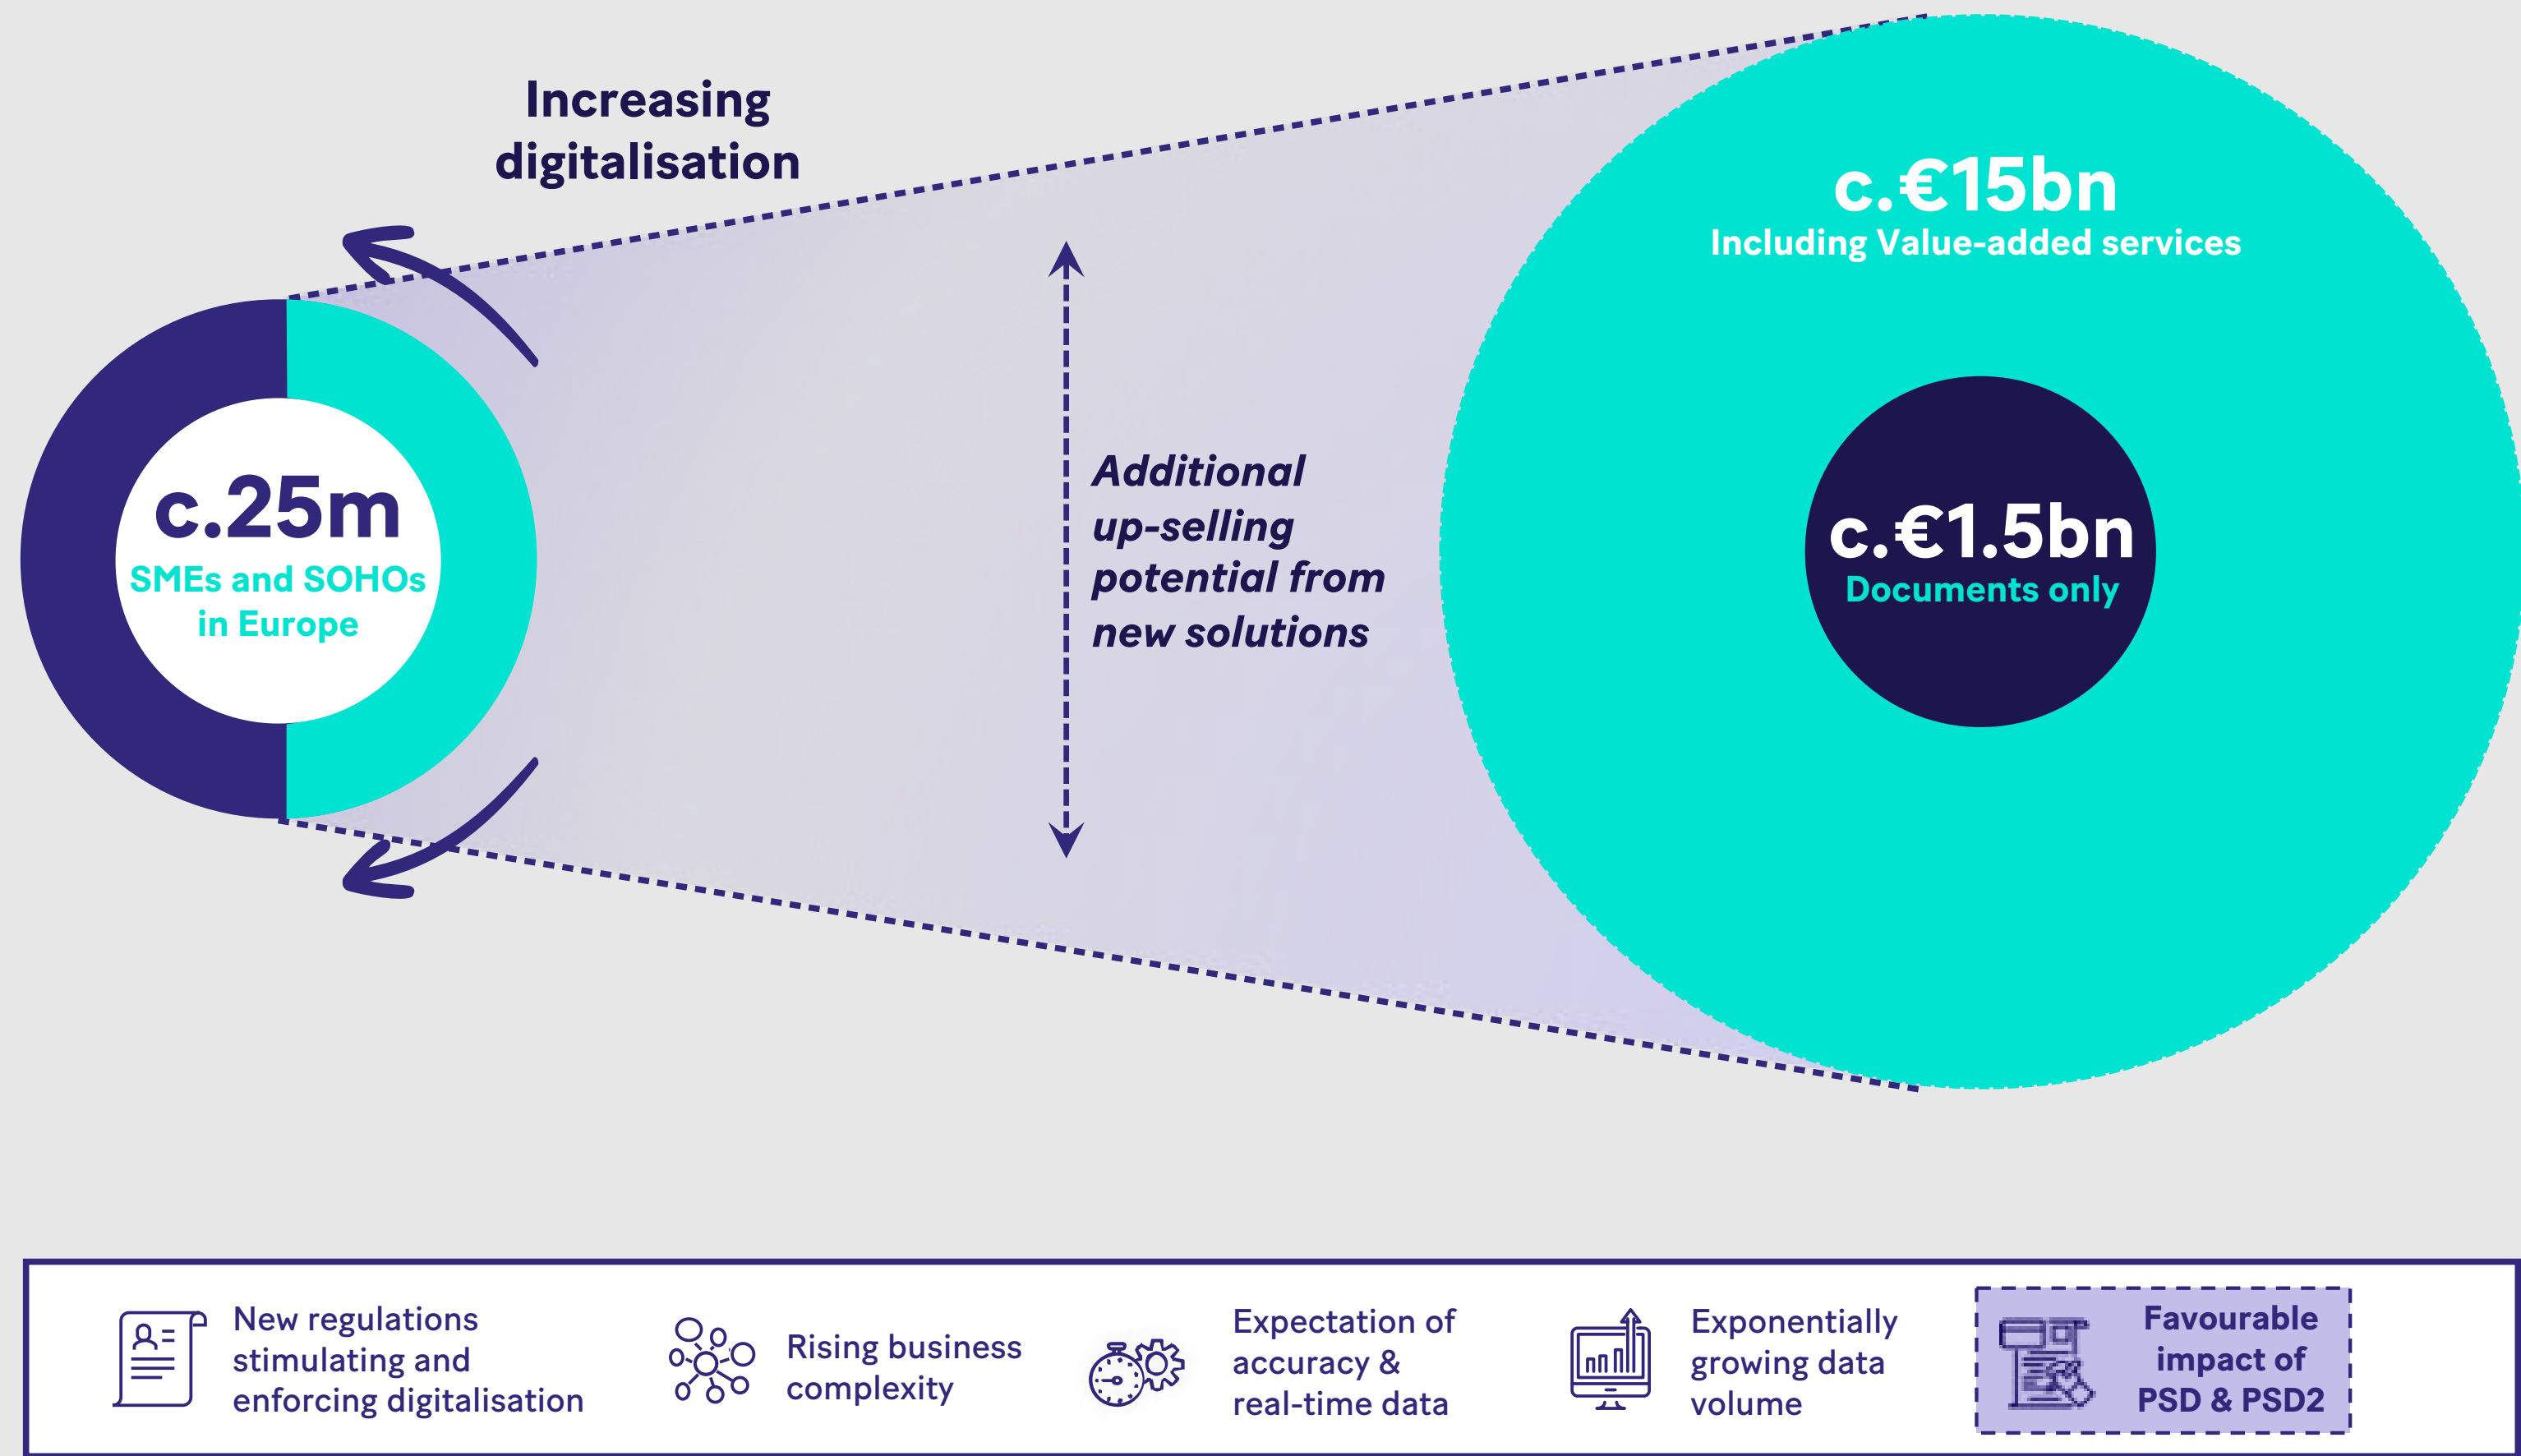 Increasing
digitalisation
c.25m
SMEs and SOHOs
in Europe
Additional
up-selling
potential from
new solutions
c.€15bn
Including Value-added services
c.€1.5bn
Documents only
New regulations
stimulating and
enforcing digitalisation
Rising business
complexity
Expectation of
accuracy &
real-time data
Exponentially
growing data
volume
Favourable
impact of
PSD & PSD2